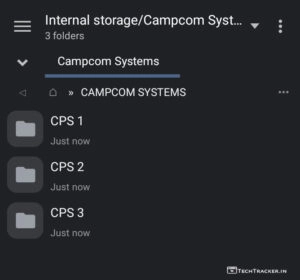 Internal storage/Campcom Syst...
3 folders
Campcom Systems
» CAMPCOM SYSTEMS
CPS 1
Just now
CPS 2
Just now
CPS 3
Just now
TECHTRACKER.IN